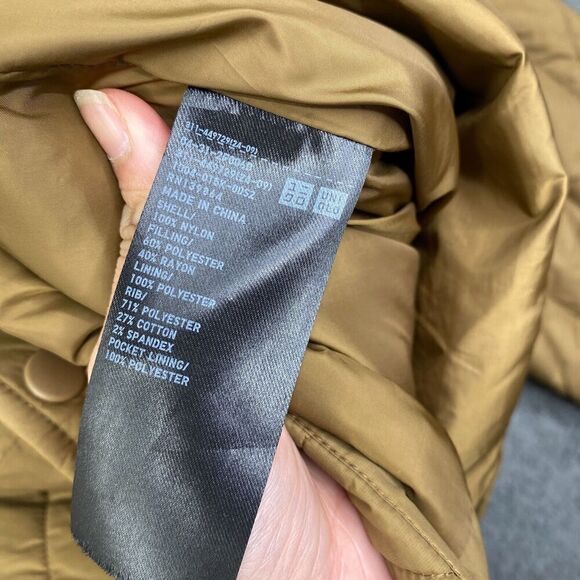 MADE IN CHINA
SHELL/
100% NYLON
FILLING/
60% POLYESTER
40% RAYON
LINING/
100% POLYESTER
RIB/
71% POLYESTER
27% COTTON
2% SPANDEX
POCKET LINING/
100% POLYESTER
UNI
QLO